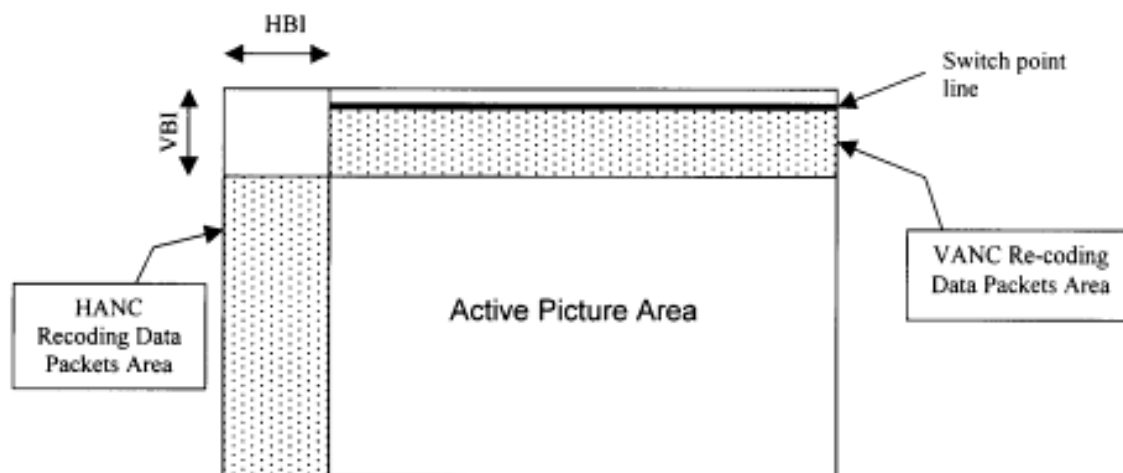 HBI
Switch point
line
VBI
VANC Re-coding
Data Packets Area
HANC
Recoding Data
Packets Area
Active Picture Area